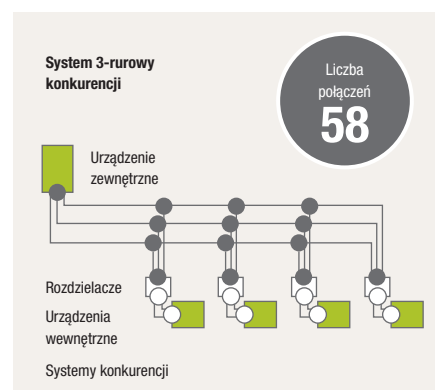 System 3-rurowy
konkurencji
Liczba
połączeń
58
Urządzenie
zewnętrzne
Rozdzielacze
Urządzenia
wewnętrzne
Systemy konkurencji